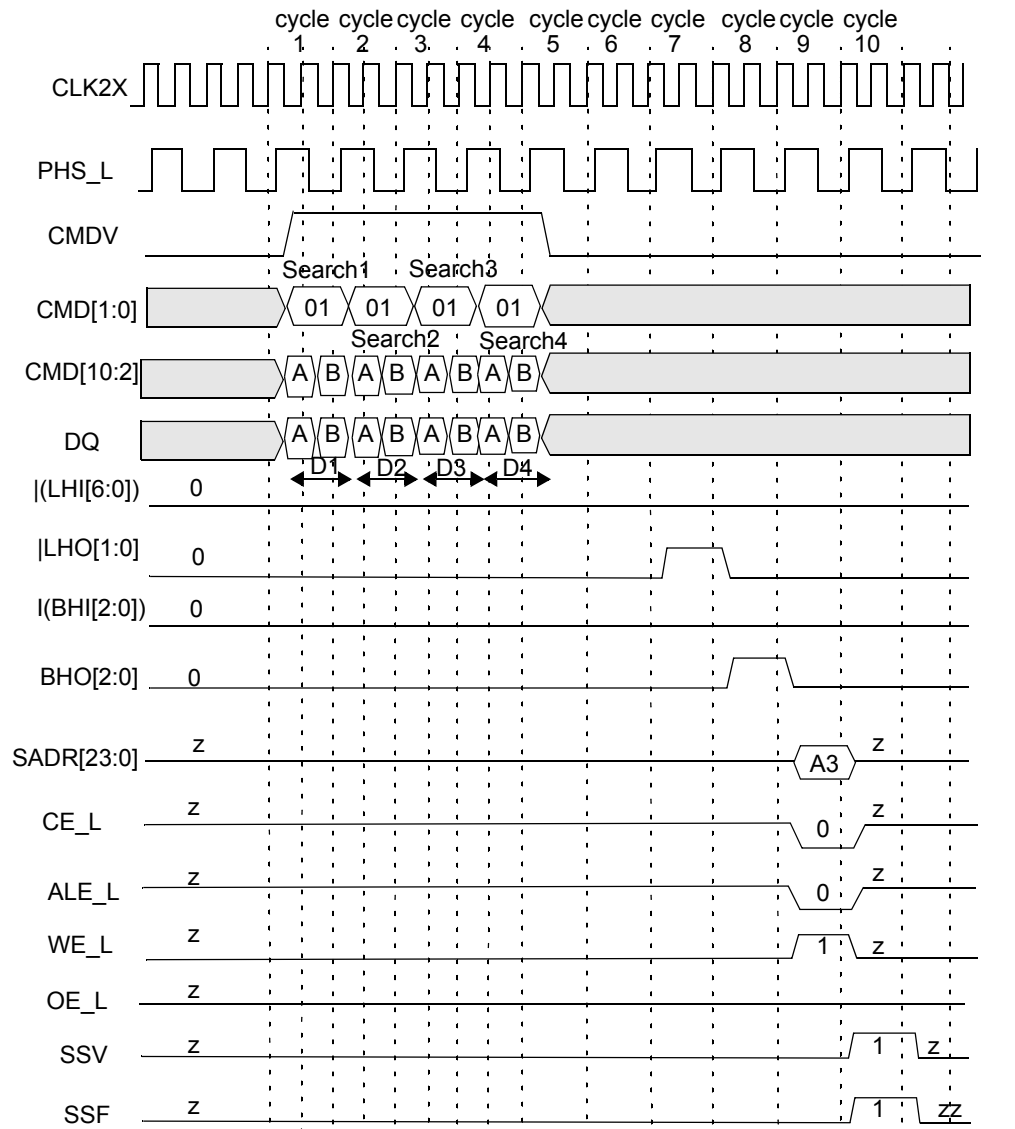 cycle cycle cycle cycle cycle cycle cycle cycle cycle cycle
1 2 3 4 5 6 7 8 9 10
CLK2X
PHS_L
CMDV
Search1 Search3
CMD[1:0] 01 01 01 01
Search2 Search4
CMD[10:2] A B A B A B A B
DQ A B A B A B A B
D1 D2 D3 D4
|(LHI[6:0]) 0
|LHO[1:0] 0
I(BHI[2:0]) 0
BHO[2:0] 0
SADR[23:0] z A3 z
CE_L z 0 z
ALE_L z 0 z
WE_L z 1 z
OE_L z
SSV z 1 z
SSF z 1 zz